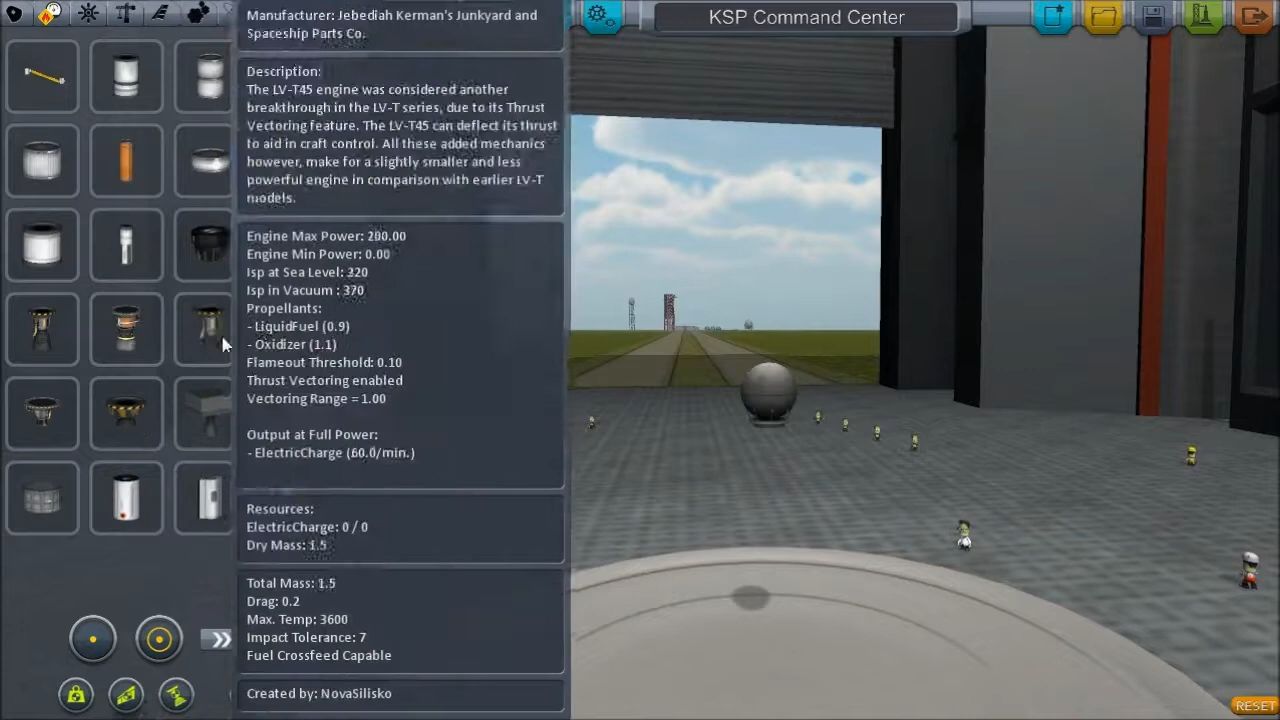 Manufacturer: Jebediah Kerman's Junkyard and
Spaceship Parts Co.
KSP Command Center
Description:
The LV-T45 engine was considered another
breakthrough in the LV-T series, due to its Thrust
Vectoring feature. The LV-T45 can deflect its thrust
to aid in craft control. All these added mechanics
however, make for a slightly smaller and less
powerful engine in comparison with earlier LV-T
models.
Engine Max Power: 200.00
Engine Min Power: 0.00
Isp at Sea Level: 320
Isp in Vacuum : 370
Propellants:
- LiquidFuel (0.9)
- Oxidizer (1.1)
Flameout Threshold: 0.10
Thrust Vectoring enabled
Vectoring Range = 1.00
Output at Full Power:
- ElectricCharge (60.0/min.)
Resources:
ElectricCharge: 0 / 0
Dry Mass: 1.5
Total Mass: 1.5
Drag: 0.2
Max. Temp: 3600
Impact Tolerance: 7
Fuel Crossfeed Capable
Created by: NovaSilisko
RESET